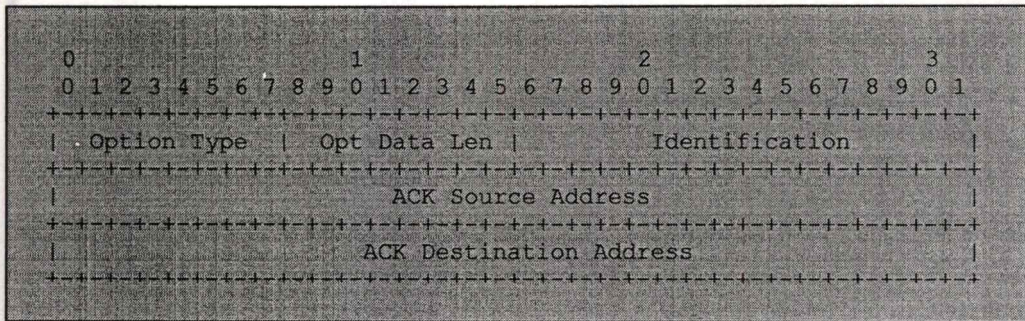 0                   1                   2                   3
 0 1 2 3 4 5 6 7 8 9 0 1 2 3 4 5 6 7 8 9 0 1 2 3 4 5 6 7 8 9 0 1
+-+-+-+-+-+-+-+-+-+-+-+-+-+-+-+-+-+-+-+-+-+-+-+-+-+-+-+-+-+-+-+-+
|  Option Type  |  Opt Data Len |         Identification        |
+-+-+-+-+-+-+-+-+-+-+-+-+-+-+-+-+-+-+-+-+-+-+-+-+-+-+-+-+-+-+-+-+
|                       ACK Source Address                      |
+-+-+-+-+-+-+-+-+-+-+-+-+-+-+-+-+-+-+-+-+-+-+-+-+-+-+-+-+-+-+-+-+
|                     ACK Destination Address                   |
+-+-+-+-+-+-+-+-+-+-+-+-+-+-+-+-+-+-+-+-+-+-+-+-+-+-+-+-+-+-+-+-+